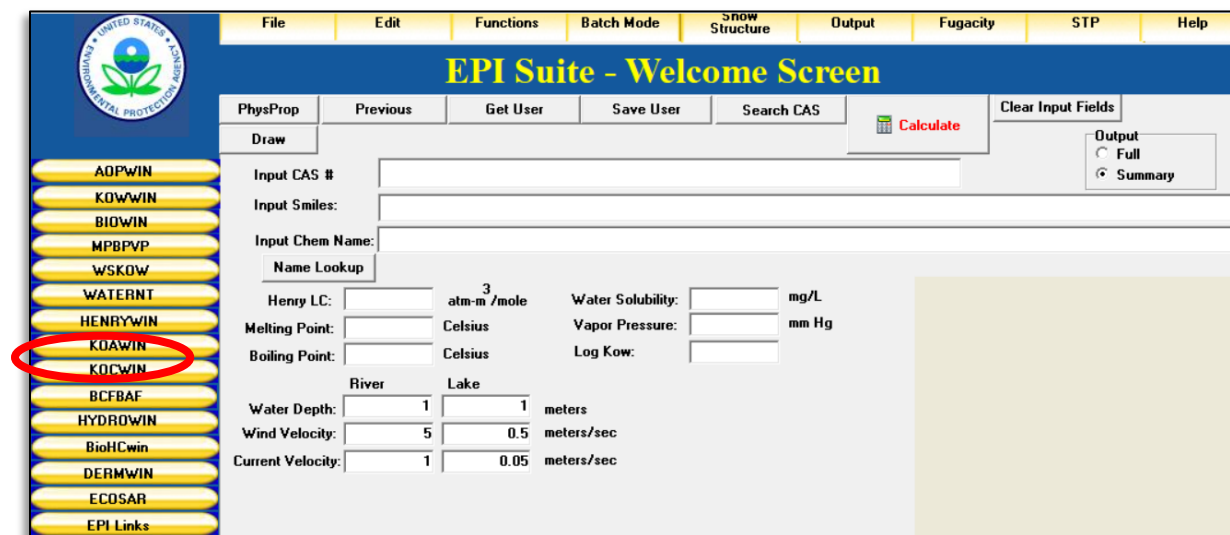 File Edit Functions Batch Mode Show Structure Output Fugacity STP Help
UNITED STATES
ENVIRONMENTAL PROTECTION AGENCY
EPI Suite - Welcome Screen
PhysProp Previous Get User Save User Search CAS Calculate Clear Input Fields
Draw
Output
Full
Summary
AOPWIN
KOWWIN
BIOWIN
MPBPVP
WSKOW
WATERNT
HENRYWIN
KOAWIN
KOCWIN
BCFBAF
HYDROWIN
BioHCwin
DERMWIN
ECOSAR
EPI Links
Input CAS #
Input Smiles:
Input Chem Name:
Name Lookup
Henry LC: atm-m3/mole Water Solubility: mg/L
Melting Point: Celsius Vapor Pressure: mm Hg
Boiling Point: Celsius Log Kow:
River Lake
Water Depth: 1 1 meters
Wind Velocity: 5 0.5 meters/sec
Current Velocity: 1 0.05 meters/sec